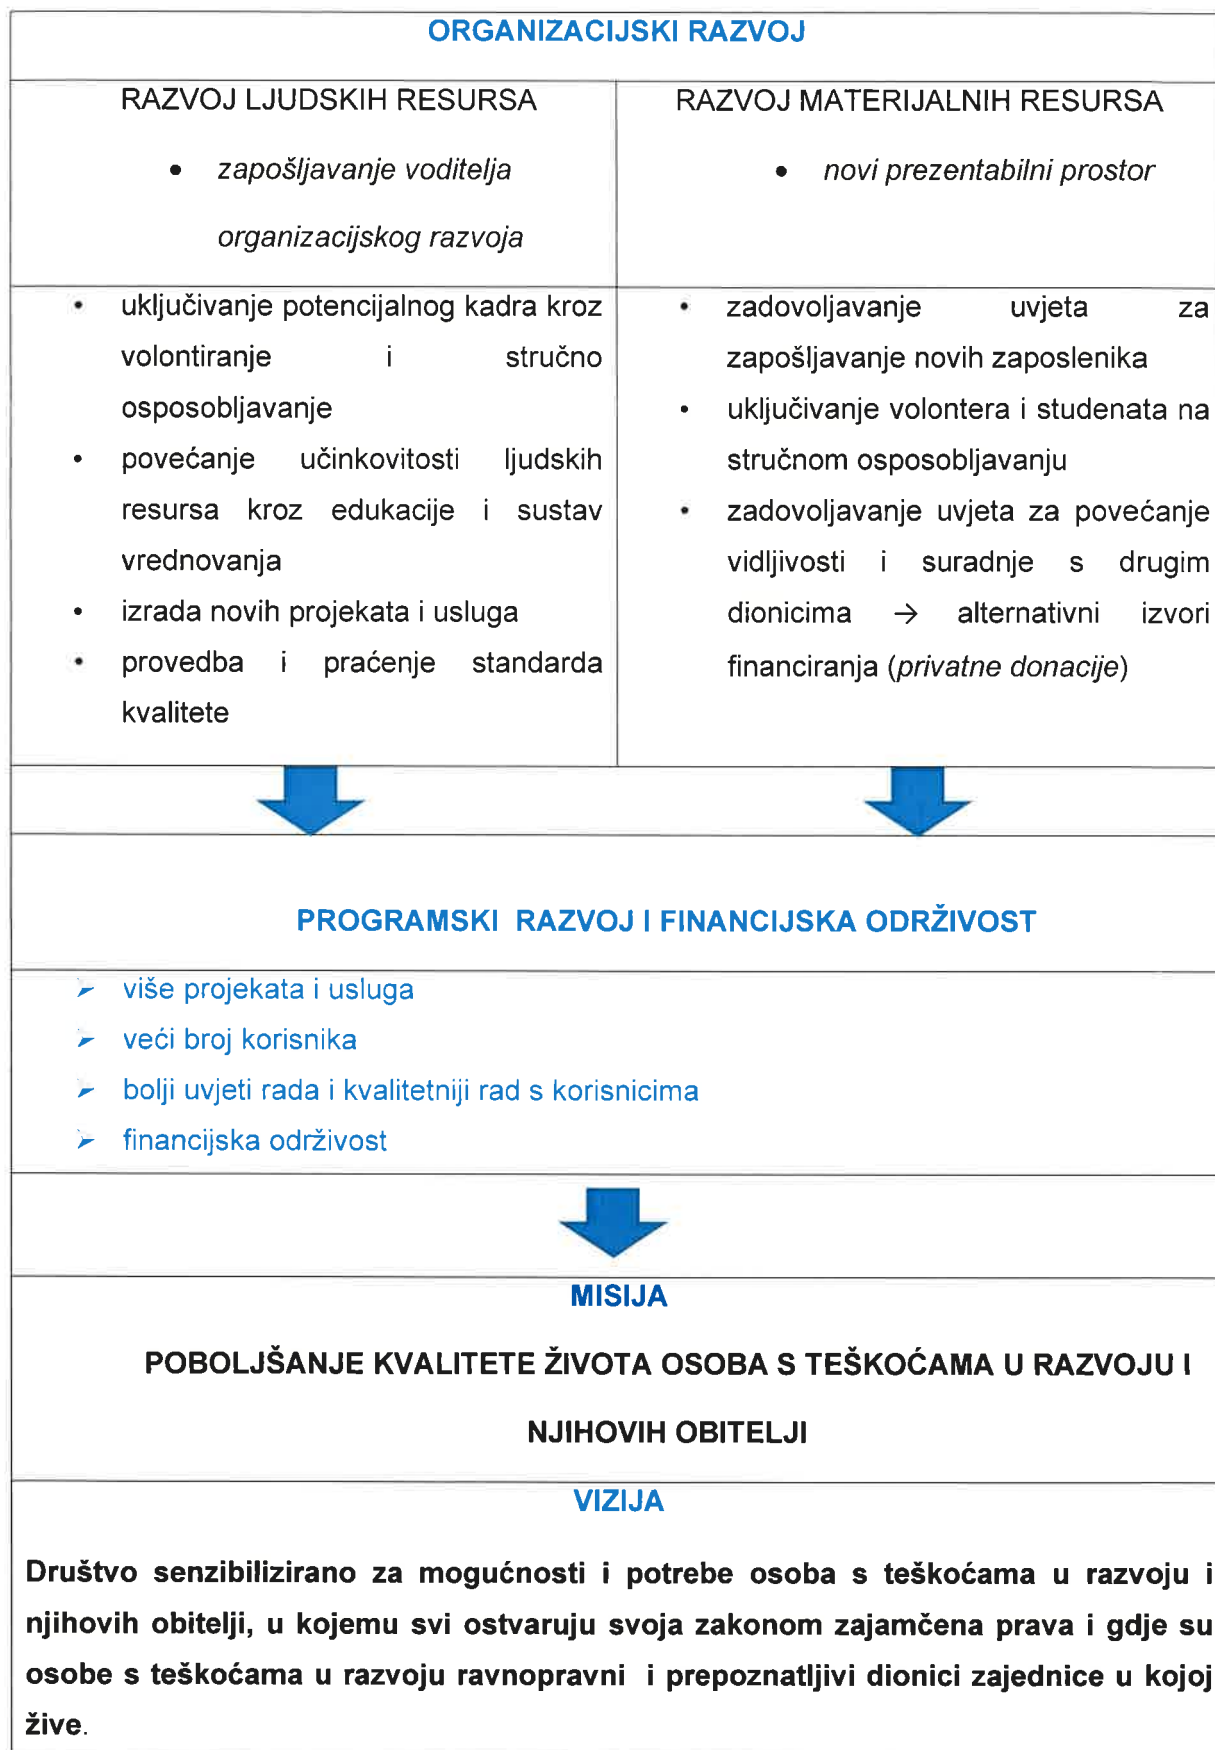 ORGANIZACIJSKI RAZVOJ
RAZVOJ LJUDSKIH RESURSA
• zapošljavanje voditelja
organizacijskog razvoja
RAZVOJ MATERIJALNIH RESURSA
• novi prezentabilni prostor
• uključivanje potencijalnog kadra kroz
volontiranje i stručno
osposobljavanje
• povećanje učinkovitosti ljudskih
resursa kroz edukacije i sustav
vrednovanja
• izrada novih projekata i usluga
• provedba i praćenje standarda
kvalitete
• zadovoljavanje uvjeta za
zapošljavanje novih zaposlenika
• uključivanje volontera i studenata na
stručnom osposobljavanju
• zadovoljavanje uvjeta za povećanje
vidljivosti i suradnje s drugim
dionicima → alternativni izvori
financiranja (privatne donacije)
PROGRAMSKI RAZVOJ I FINANCIJSKA ODRŽIVOST
➢ više projekata i usluga
➢ veći broj korisnika
➢ bolji uvjeti rada i kvalitetniji rad s korisnicima
➢ financijska održivost
MISIJA
POBOLJŠANJE KVALITETE ŽIVOTA OSOBA S TEŠKOĆAMA U RAZVOJU I
NJIHOVIH OBITELJI
VIZIJA
Društvo senzibilizirano za mogućnosti i potrebe osoba s teškoćama u razvoju i
njihovih obitelji, u kojemu svi ostvaruju svoja zakonom zajamčena prava i gdje su
osobe s teškoćama u razvoju ravnopravni i prepoznatljivi dionici zajednice u kojoj
žive.